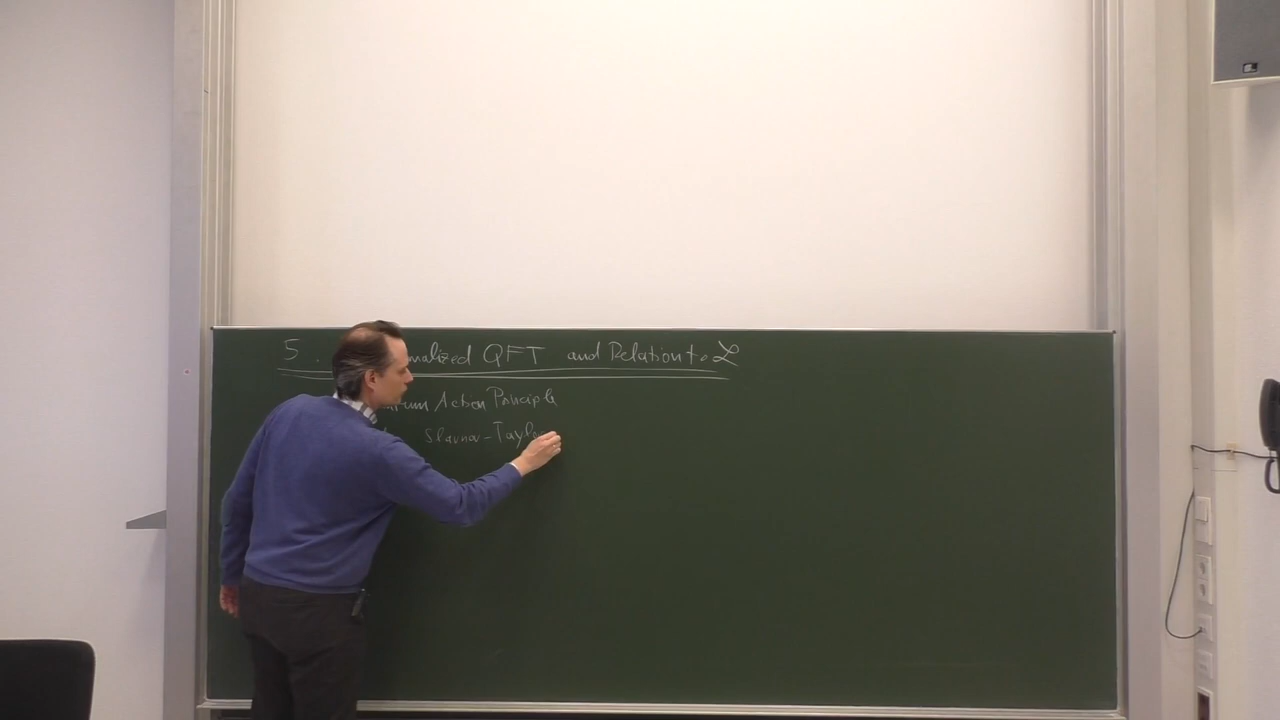 5. malized QFT and Relation to ℒ
Action Principle
Slavnov-Taylo